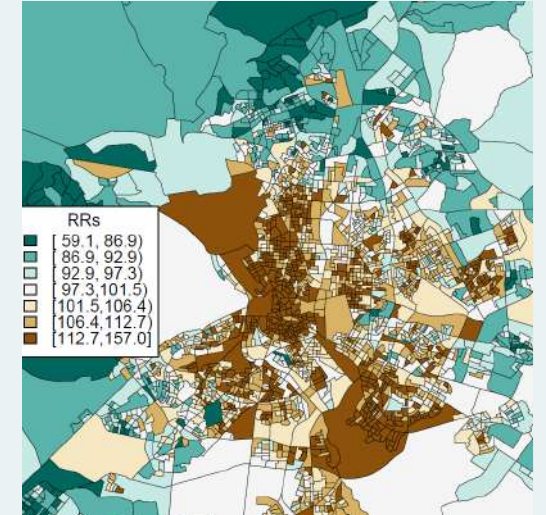 RRs
[ 59.1, 86.9)
[ 86.9, 92.9)
[ 92.9, 97.3)
[ 97.3,101.5)
[101.5,106.4)
[106.4,112.7)
[112.7,157.0]